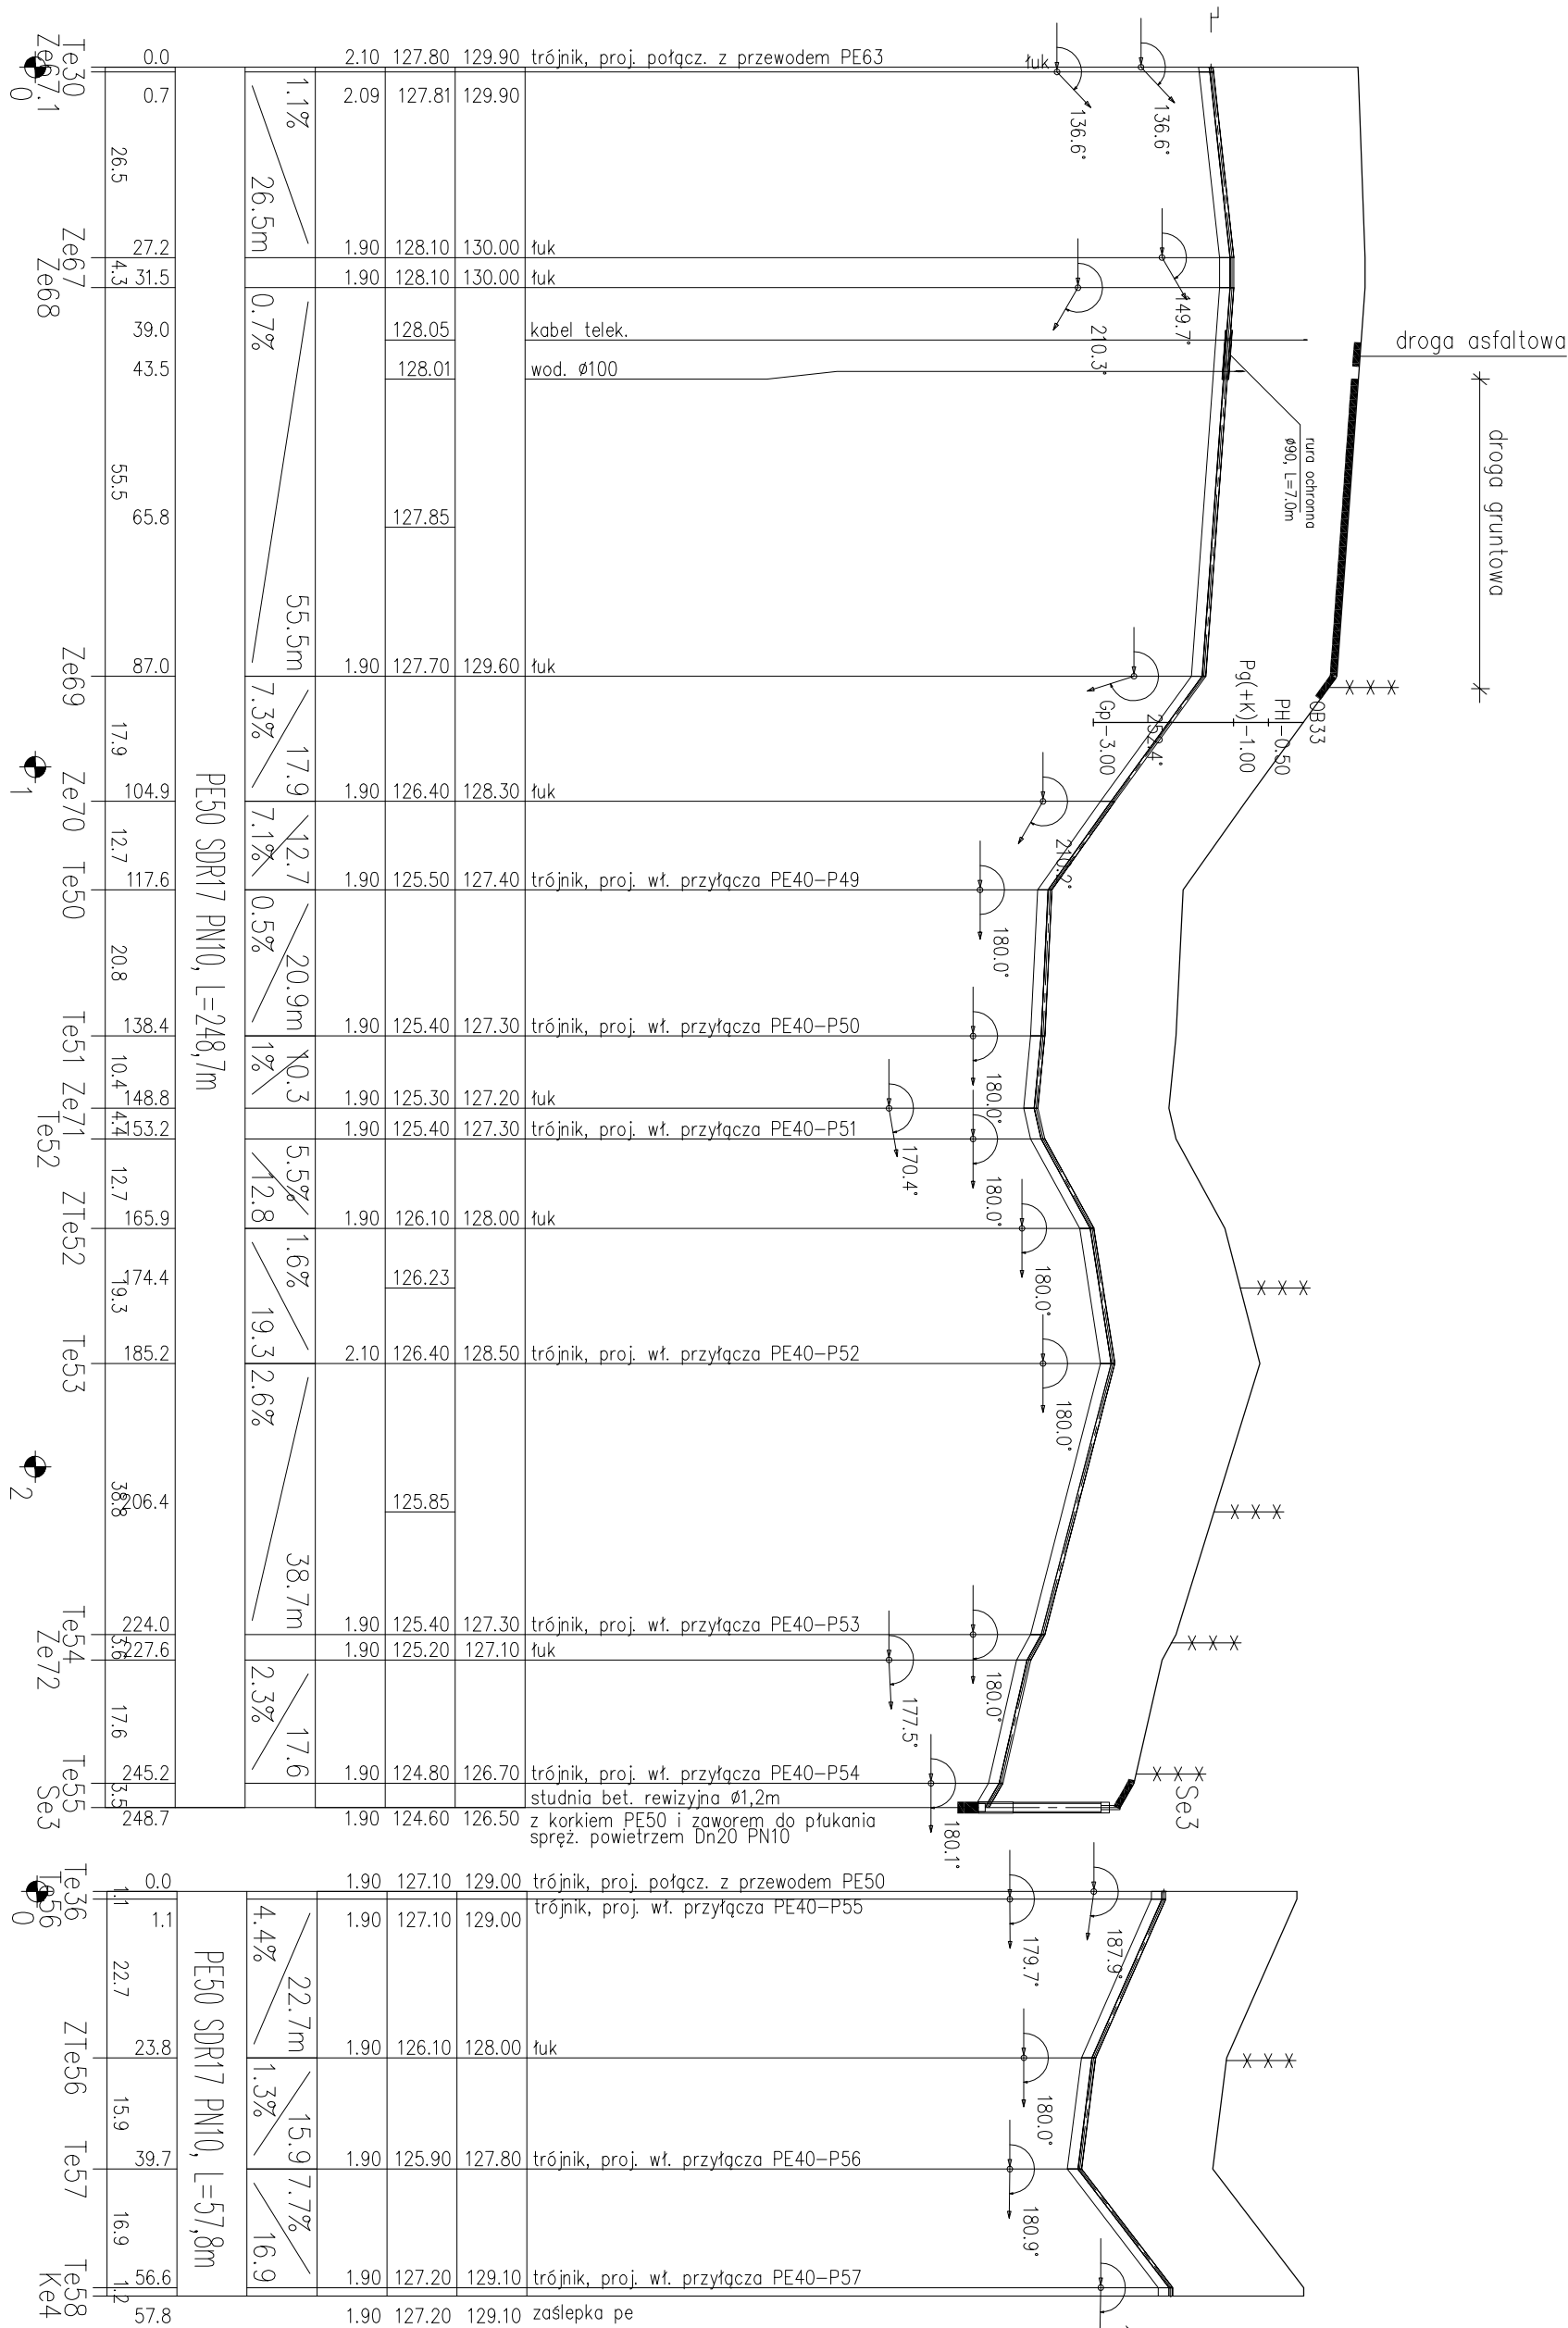 Te30 0.0 2.10 127.80 129.90 trójnik, proj. połącz. z przewodem PE63
Ze67.1 0.7 2.09 127.81 129.90
łuk
136.6°
136.6°
0
26.5
1.1%
26.5m
Ze67 27.2 1.90 128.10 130.00 łuk
4.3
149.7°
Ze68 31.5 1.90 128.10 130.00 łuk
210.3°
0.7%
55.5m
39.0 128.05 kabel telek.
43.5 128.01 wod. ø100
droga asfaltowa
droga gruntowa
rura ochronna
ø90, L=7.0m
55.5
65.8 127.85
Ze69 87.0 1.90 127.70 129.60 łuk
252.4°
OB33
PH-0.50
Pg(+K)-1.00
Gp-3.00
17.9
7.3%
17.9
1
Ze70 104.9 1.90 126.40 128.30 łuk
210.2°
12.7
7.1%
12.7
PE50 SDR17 PN10, L=248,7m
Te50 117.6 1.90 125.50 127.40 trójnik, proj. wł. przyłącza PE40-P49
180.0°
20.8
0.5%
20.9m
Te51 138.4 1.90 125.40 127.30 trójnik, proj. wł. przyłącza PE40-P50
180.0°
10.4
1%
10.3
Ze71 148.8 1.90 125.30 127.20 łuk
170.4°
4.4
Te52 153.2 1.90 125.40 127.30 trójnik, proj. wł. przyłącza PE40-P51
180.0°
12.7
5.5%
12.8
ZTe52 165.9 1.90 126.10 128.00 łuk
180.0°
1.6%
19.3
174.4 126.23
19.3
Te53 185.2 2.10 126.40 128.50 trójnik, proj. wł. przyłącza PE40-P52
180.0°
2.6%
38.7m
2
38.8
206.4 125.85
Te54 224.0 1.90 125.40 127.30 trójnik, proj. wł. przyłącza PE40-P53
180.0°
3.6
Ze72 227.6 1.90 125.20 127.10 łuk
177.5°
17.6
2.3%
17.6
Te55 245.2 1.90 124.80 126.70 trójnik, proj. wł. przyłącza PE40-P54
180.1°
3.5
Se3
studnia bet. rewizyjna ø1,2m
Se3 248.7 1.90 124.60 126.50 z korkiem PE50 i zaworem do płukania
spręż. powietrzem Dn20 PN10
Te36 0.0 1.90 127.10 129.00 trójnik, proj. połącz. z przewodem PE50
187.9°
1.1
Te56 1.1 1.90 127.10 129.00 trójnik, proj. wł. przyłącza PE40-P55
179.7°
0
22.7
4.4%
22.7m
PE50 SDR17 PN10, L=57,8m
ZTe56 23.8 1.90 126.10 128.00 łuk
180.0°
15.9
1.3%
15.9
Te57 39.7 1.90 125.90 127.80 trójnik, proj. wł. przyłącza PE40-P56
180.9°
16.9
7.7%
16.9
Te58 56.6 1.90 127.20 129.10 trójnik, proj. wł. przyłącza PE40-P57
1.2
Ke4 57.8 1.90 127.20 129.10 zaślepka pe